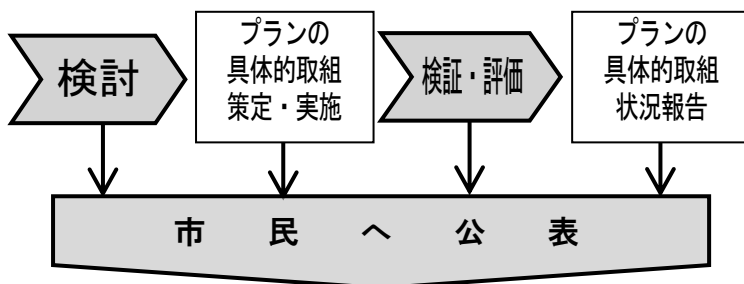 検討
プランの
具体的取組
策定・実施
検証・評価
プランの
具体的取組
状況報告
市民へ公表